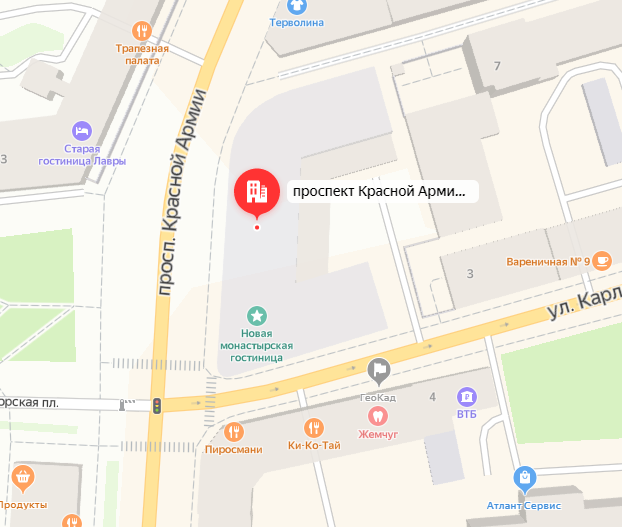 Терволина
Трапезная
палата
7
просп. Красной Армии
Старая
гостиница Лавры
3
проспект Красной Арми...
Вареничная № 9
3
ул. Карл
Новая
монастырская
гостиница
ГеоКад
орская пл.
4
ВТБ
Жемчуг
Ки-Ко-Тай
Пиросмани
Продукты
Атлант Сервис